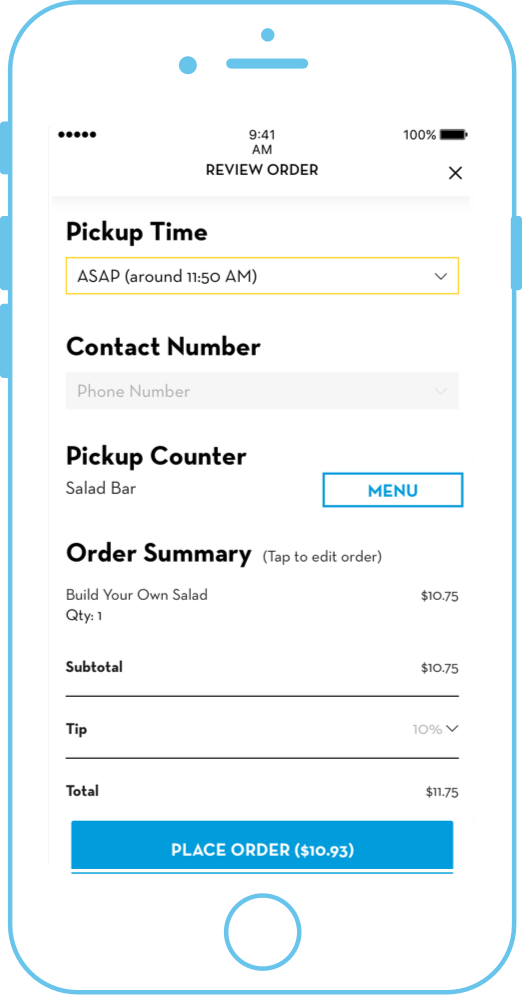 9:41
AM
100%
REVIEW ORDER
Pickup Time
ASAP (around 11:50 AM)
Contact Number
Phone Number
Pickup Counter
Salad Bar
MENU
Order Summary (Tap to edit order)
Build Your Own Salad $10.75
Qty: 1
Subtotal $10.75
Tip 10%
Total $11.75
PLACE ORDER ($10.93)